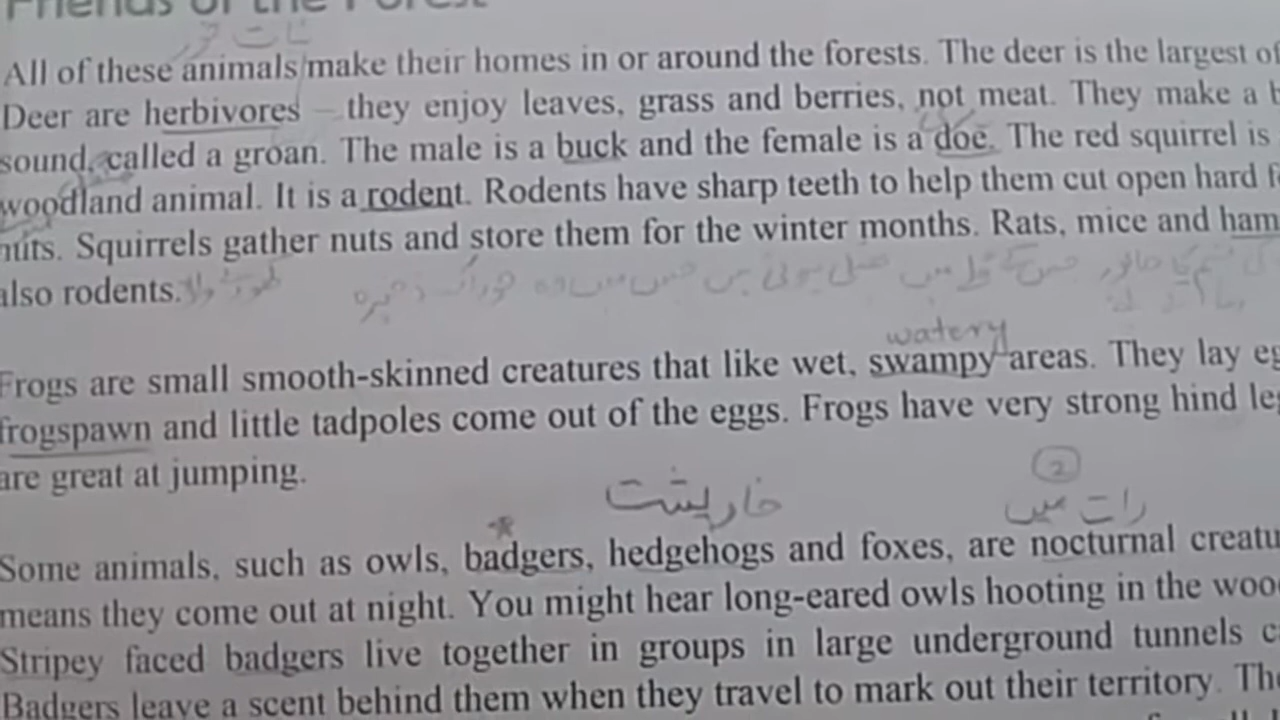 Friends of the Forest
All of these animals make their homes in or around the forests. The deer is the largest of
Deer are herbivores – they enjoy leaves, grass and berries, not meat. They make a
sound, called a groan. The male is a buck and the female is a doe. The red squirrel is
woodland animal. It is a rodent. Rodents have sharp teeth to help them cut open hard
nuts. Squirrels gather nuts and store them for the winter months. Rats, mice and ham
also rodents.
watery
Frogs are small smooth-skinned creatures that like wet, swampy areas. They lay eg
frogspawn and little tadpoles come out of the eggs. Frogs have very strong hind le
are great at jumping.
2
خارپشت رات میں
Some animals, such as owls, badgers, hedgehogs and foxes, are nocturnal creatu
means they come out at night. You might hear long-eared owls hooting in the woo
Stripey faced badgers live together in groups in large underground tunnels c
Badgers leave a scent behind them when they travel to mark out their territory. The